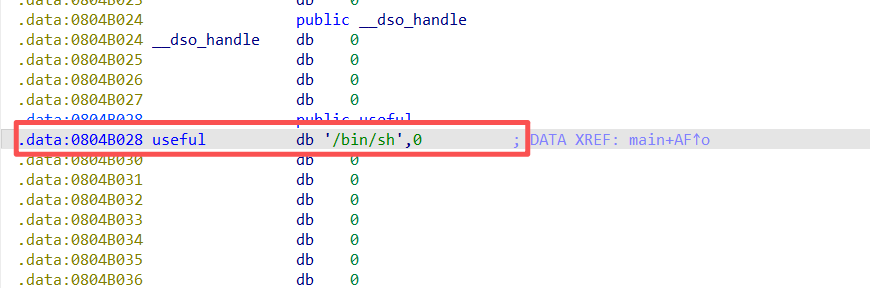 .data:0804B023 db 0
.data:0804B024 public __dso_handle
.data:0804B024 __dso_handle db 0
.data:0804B025 db 0
.data:0804B026 db 0
.data:0804B027 db 0
.data:0804B028 public useful
.data:0804B028 useful db '/bin/sh',0 ; DATA XREF: main+AF↑o
.data:0804B030 db 0
.data:0804B031 db 0
.data:0804B032 db 0
.data:0804B033 db 0
.data:0804B034 db 0
.data:0804B035 db 0
.data:0804B036 db 0